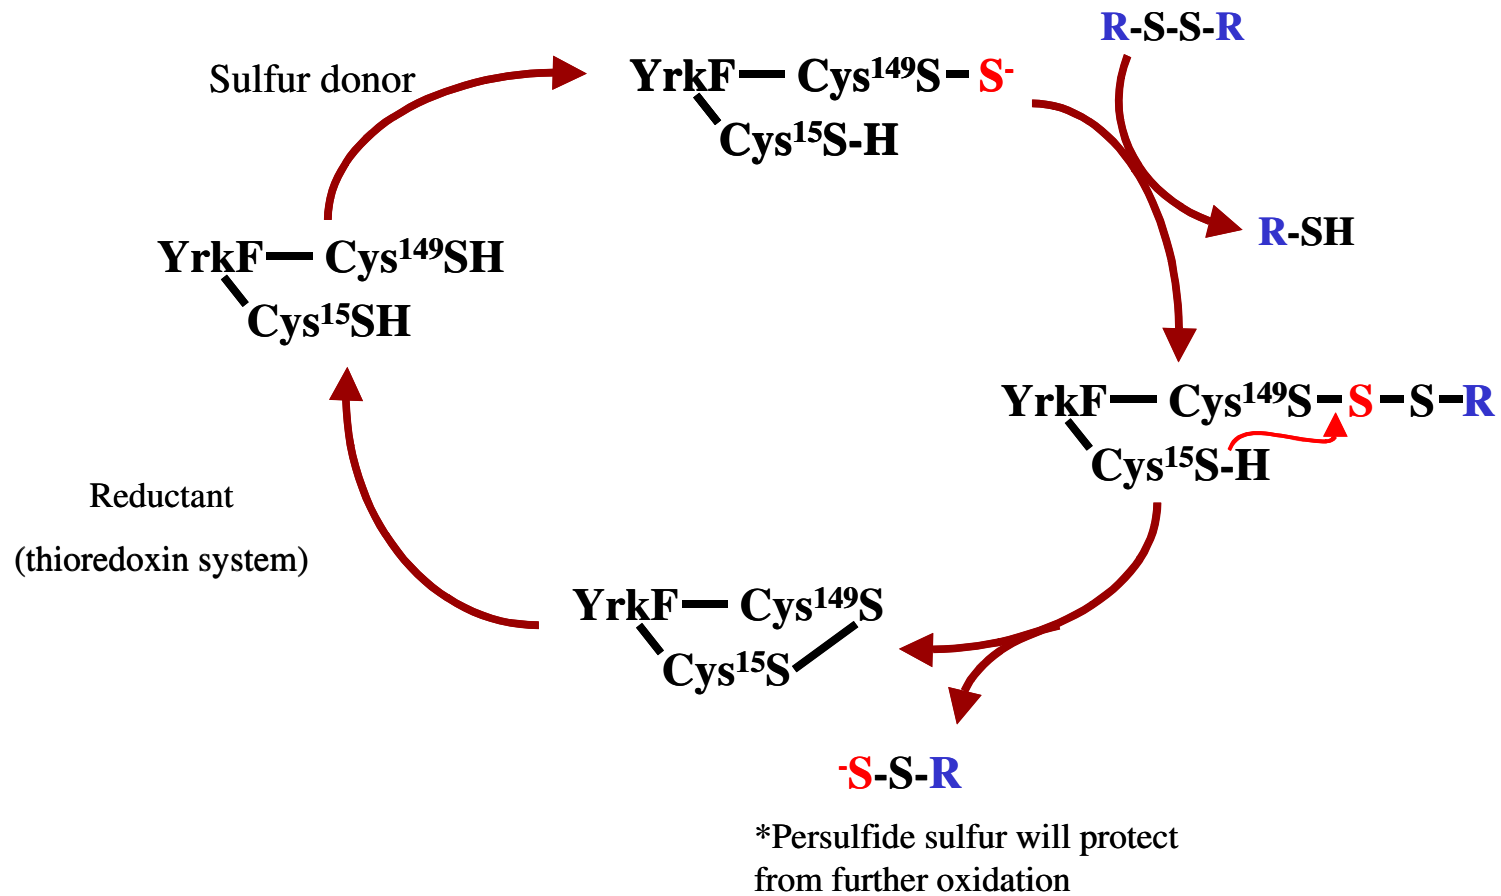 R-S-S-R
Sulfur donor
YrkF — Cys¹⁴⁹S–S⁻
Cys¹⁵S-H
R-SH
YrkF — Cys¹⁴⁹SH
Cys¹⁵SH
YrkF — Cys¹⁴⁹S–S–S–R
Cys¹⁵S-H
Reductant
(thioredoxin system)
YrkF — Cys¹⁴⁹S
Cys¹⁵S
⁻S-S-R
*Persulfide sulfur will protect
from further oxidation